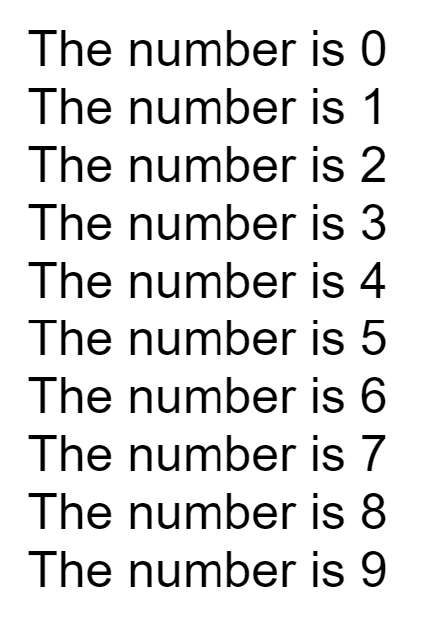 The number is 0
The number is 1
The number is 2
The number is 3
The number is 4
The number is 5
The number is 6
The number is 7
The number is 8
The number is 9